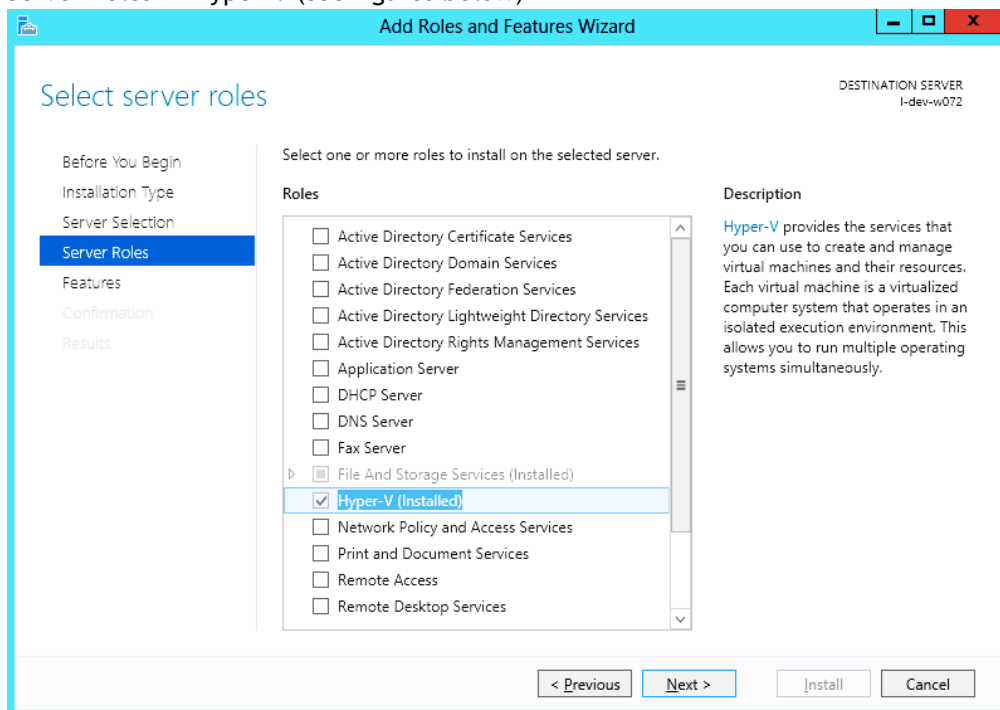 Add Roles and Features Wizard
Select server roles
DESTINATION SERVER
l-dev-w072
Before You Begin
Installation Type
Server Selection
Server Roles
Features
Confirmation
Results
Select one or more roles to install on the selected server.
Roles
Active Directory Certificate Services
Active Directory Domain Services
Active Directory Federation Services
Active Directory Lightweight Directory Services
Active Directory Rights Management Services
Application Server
DHCP Server
DNS Server
Fax Server
File And Storage Services (Installed)
Hyper-V (Installed)
Network Policy and Access Services
Print and Document Services
Remote Access
Remote Desktop Services
Description
Hyper-V provides the services that
you can use to create and manage
virtual machines and their resources.
Each virtual machine is a virtualized
computer system that operates in an
isolated execution environment. This
allows you to run multiple operating
systems simultaneously.
< Previous
Next >
Install
Cancel